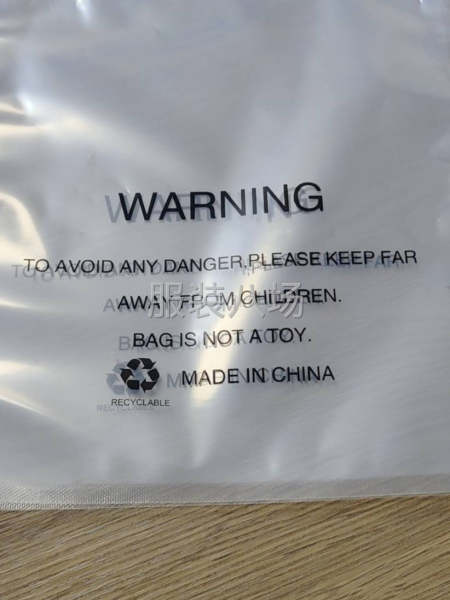 WARNING
TO AVOID ANY DANGER,PLEASE KEEP FAR
AWAY FROM CHILDREN.
服装人场
BAG IS NOT A TOY.
MADE IN CHINA
RECYCLABLE